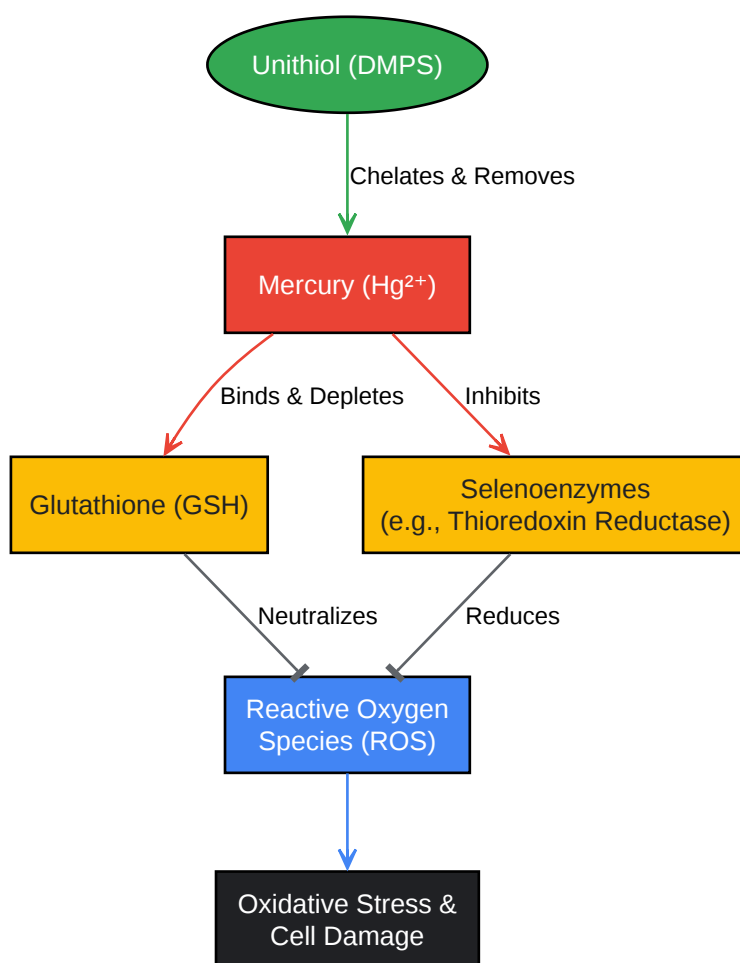 Unithiol (DMPS)
Chelates & Removes
Mercury (Hg²⁺)
Binds & Depletes
Inhibits
Glutathione (GSH)
Selenoenzymes
(e.g., Thioredoxin Reductase)
Neutralizes
Reduces
Reactive Oxygen
Species (ROS)
Oxidative Stress &
Cell Damage